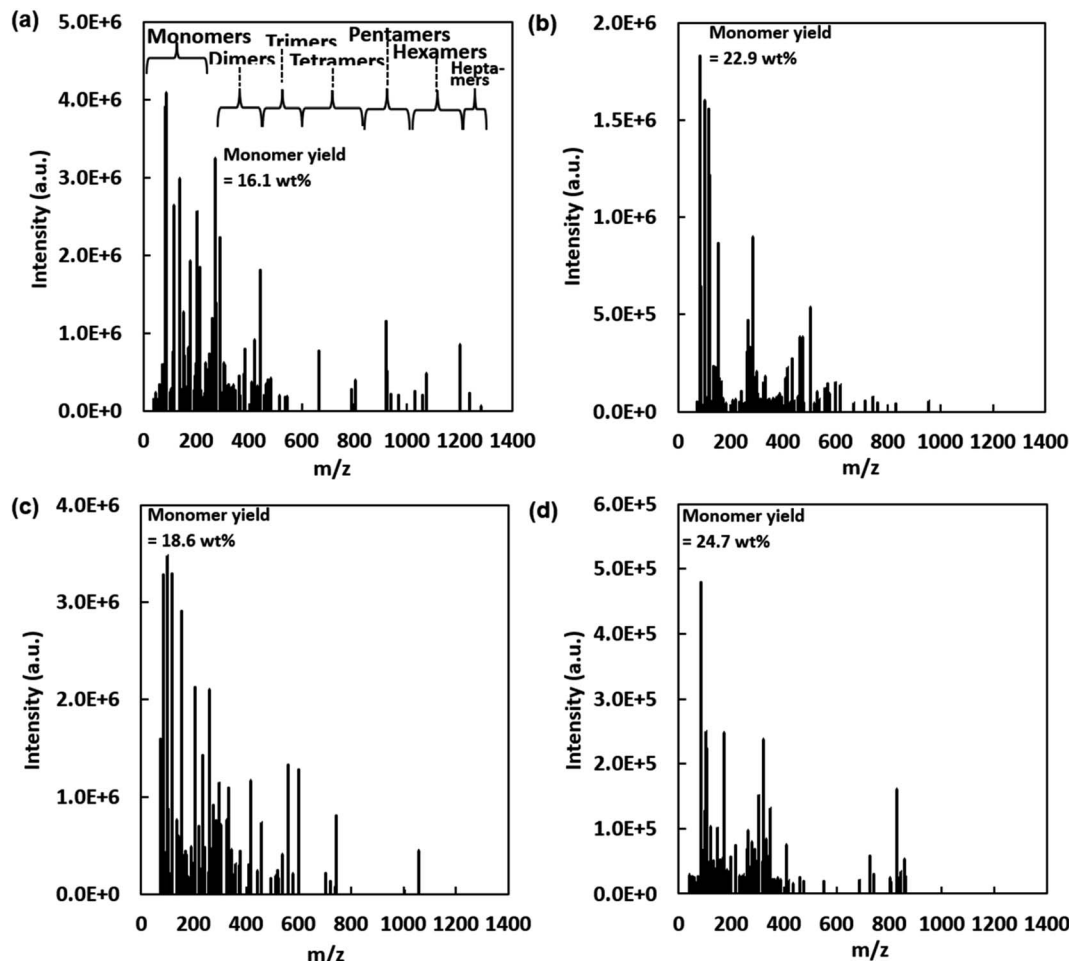 (a)
5.0E+6
4.0E+6
3.0E+6
2.0E+6
1.0E+6
0.0E+0
Intensity (a.u.)
Monomers
Dimers
Trimers
Tetramers
Pentamers
Hexamers
Hepta-
mers
Monomer yield
= 16.1 wt%
0 200 400 600 800 1000 1200 1400
m/z
(b)
2.0E+6
1.5E+6
1.0E+6
5.0E+5
0.0E+0
Intensity (a.u.)
Monomer yield
= 22.9 wt%
0 200 400 600 800 1000 1200 1400
m/z
(c)
4.0E+6
3.0E+6
2.0E+6
1.0E+6
0.0E+0
Intensity (a.u.)
Monomer yield
= 18.6 wt%
0 200 400 600 800 1000 1200 1400
m/z
(d)
6.0E+5
5.0E+5
4.0E+5
3.0E+5
2.0E+5
1.0E+5
0.0E+0
Intensity (a.u.)
Monomer yield
= 24.7 wt%
0 200 400 600 800 1000 1200 1400
m/z